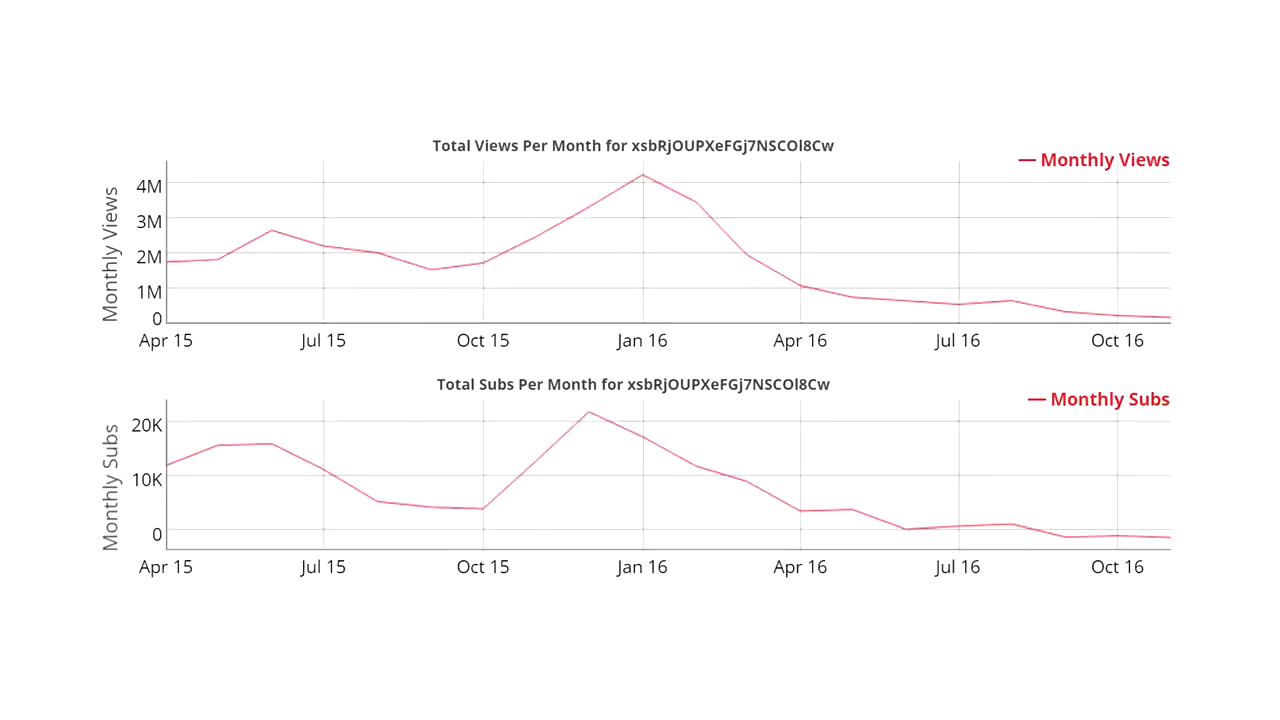 Total Views Per Month for xsbRjOUPXeFGj7NSCOl8Cw
Monthly Views
Monthly Views
4M
3M
2M
1M
0
Apr 15 Jul 15 Oct 15 Jan 16 Apr 16 Jul 16 Oct 16
Total Subs Per Month for xsbRjOUPXeFGj7NSCOl8Cw
Monthly Subs
Monthly Subs
20K
10K
0
Apr 15 Jul 15 Oct 15 Jan 16 Apr 16 Jul 16 Oct 16